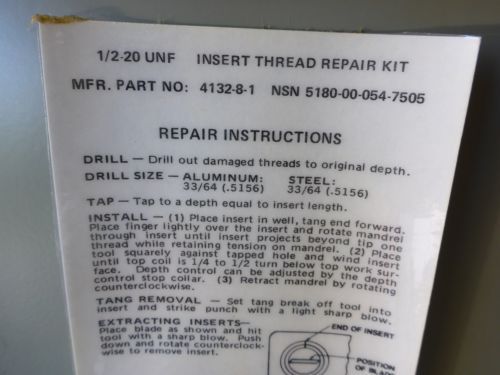 1/2-20 UNF INSERT THREAD REPAIR KIT
MFR. PART NO: 4132-8-1 NSN 5180-00-054-7505
REPAIR INSTRUCTIONS
DRILL — Drill out damaged threads to original depth.
DRILL SIZE — ALUMINUM: STEEL:
33/64 (.5156) 33/64 (.5156)
TAP — Tap to a depth equal to insert length.
INSTALL — (1) Place insert in well, tang end forward.
Place finger lightly over the insert and rotate mandrel
through insert until insert projects beyond tip one
thread while retaining tension on mandrel. (2) Place
tool squarely against tapped hole and wind insert
until top coil is 1/4 to 1/2 turn below top work sur-
face. Depth control can be adjusted by the depth
control stop collar. (3) Retract mandrel by rotating
counterclockwise.
TANG REMOVAL — Set tang break off tool into
insert and strike punch with a light sharp blow.
EXTRACTING INSERTS—
Place blade as shown and hit
tool with a sharp blow. Push
down and rotate counterclock-
wise to remove insert.
END OF INSERT
POSITION
OF BLADE